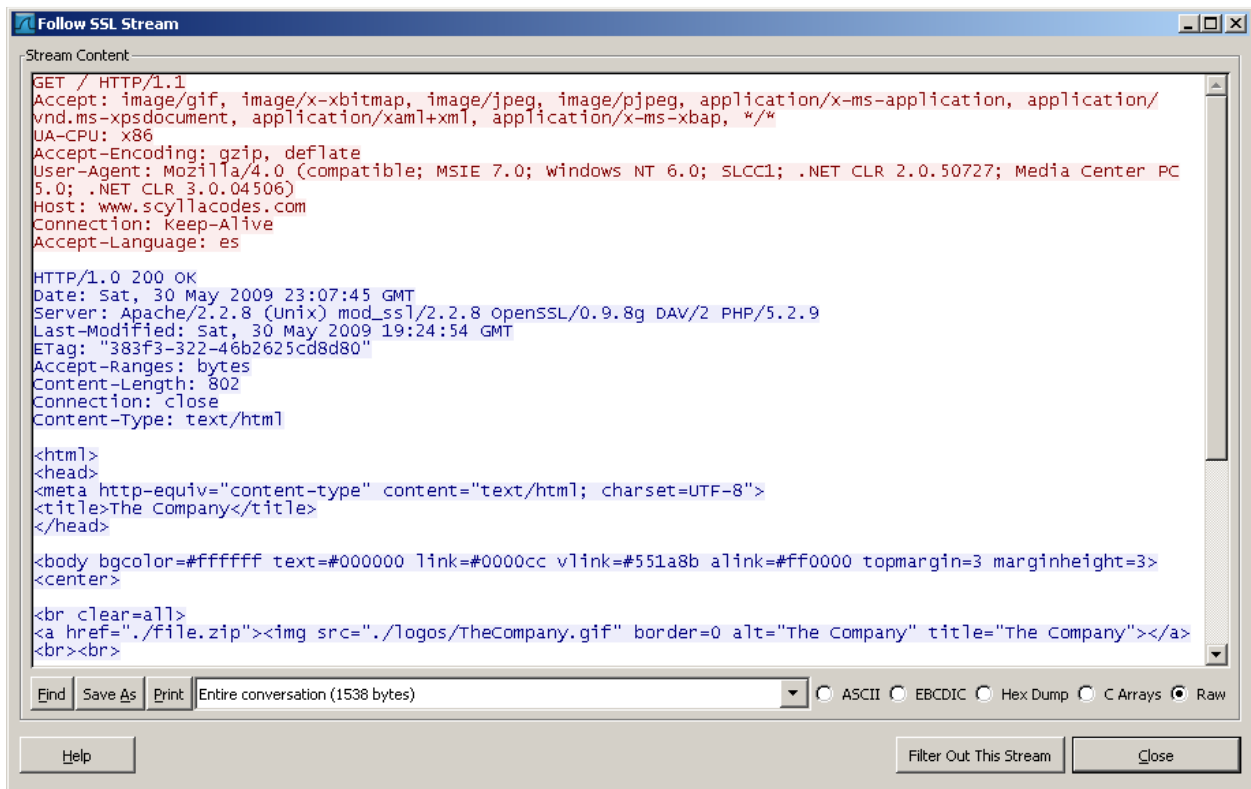 Follow SSL Stream
Stream Content
GET / HTTP/1.1
Accept: image/gif, image/x-xbitmap, image/jpeg, image/pjpeg, application/x-ms-application, application/
vnd.ms-xpsdocument, application/xaml+xml, application/x-ms-xbap, */*
UA-CPU: x86
Accept-Encoding: gzip, deflate
User-Agent: Mozilla/4.0 (compatible; MSIE 7.0; Windows NT 6.0; SLCC1; .NET CLR 2.0.50727; Media Center PC
5.0; .NET CLR 3.0.04506)
Host: www.scyllacodes.com
Connection: Keep-Alive
Accept-Language: es
HTTP/1.0 200 OK
Date: Sat, 30 May 2009 23:07:45 GMT
Server: Apache/2.2.8 (Unix) mod_ssl/2.2.8 OpenSSL/0.9.8g DAV/2 PHP/5.2.9
Last-Modified: Sat, 30 May 2009 19:24:54 GMT
ETag: "383f3-322-46b2625cd8d80"
Accept-Ranges: bytes
Content-Length: 802
Connection: close
Content-Type: text/html
<html>
<head>
<meta http-equiv="content-type" content="text/html; charset=UTF-8">
<title>The Company</title>
</head>
<body bgcolor=#ffffff text=#000000 link=#0000cc vlink=#551a8b alink=#ff0000 topmargin=3 marginheight=3>
<center>
<br clear=all>
<a href="./file.zip"><img src="./logos/TheCompany.gif" border=0 alt="The Company" title="The Company"></a>
<br><br>
Find Save As Print Entire conversation (1538 bytes) ASCII EBCDIC Hex Dump C Arrays Raw
Help Filter Out This Stream Close